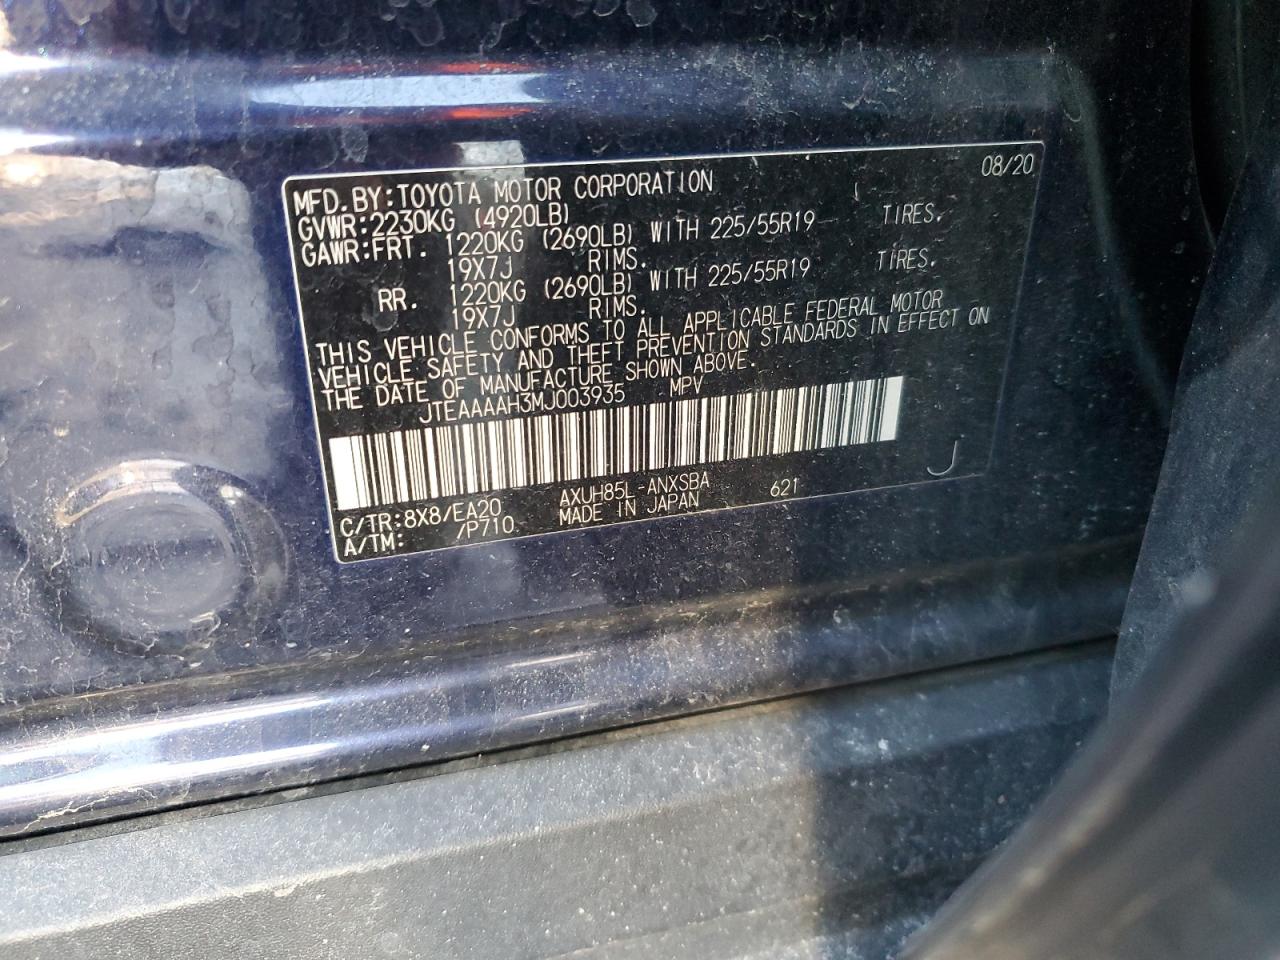 08/20
MFD.BY:TOYOTA MOTOR CORPORATION
GVWR:2230KG (4920LB)
GAWR:FRT. 1220KG (2690LB) WITH 225/55R19 TIRES.
19X7J RIMS.
RR. 1220KG (2690LB) WITH 225/55R19 TIRES.
19X7J RIMS.
THIS VEHICLE CONFORMS TO ALL APPLICABLE FEDERAL MOTOR
VEHICLE SAFETY AND THEFT PREVENTION STANDARDS IN EFFECT ON
THE DATE OF MANUFACTURE SHOWN ABOVE.
JTEAAAAH3MJ003935 MPV
C/TR:8X8/EA20 AXUH85L-ANXSBA 621 J
A/TM: /P710 MADE IN JAPAN